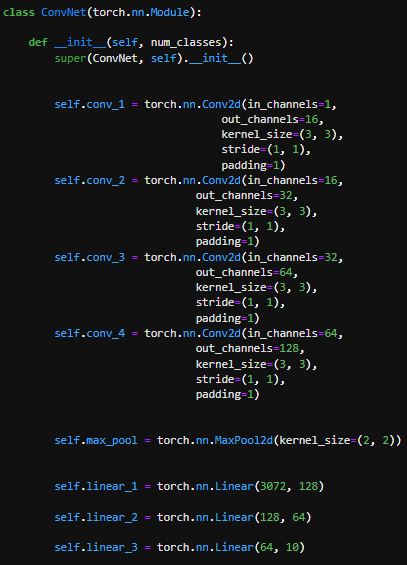 class ConvNet(torch.nn.Module):
def __init__(self, num_classes):
super(ConvNet, self).__init__()
self.conv_1 = torch.nn.Conv2d(in_channels=1,
out_channels=16,
kernel_size=(3, 3),
stride=(1, 1),
padding=1)
self.conv_2 = torch.nn.Conv2d(in_channels=16,
out_channels=32,
kernel_size=(3, 3),
stride=(1, 1),
padding=1)
self.conv_3 = torch.nn.Conv2d(in_channels=32,
out_channels=64,
kernel_size=(3, 3),
stride=(1, 1),
padding=1)
self.conv_4 = torch.nn.Conv2d(in_channels=64,
out_channels=128,
kernel_size=(3, 3),
stride=(1, 1),
padding=1)
self.max_pool = torch.nn.MaxPool2d(kernel_size=(2, 2))
self.linear_1 = torch.nn.Linear(3072, 128)
self.linear_2 = torch.nn.Linear(128, 64)
self.linear_3 = torch.nn.Linear(64, 10)